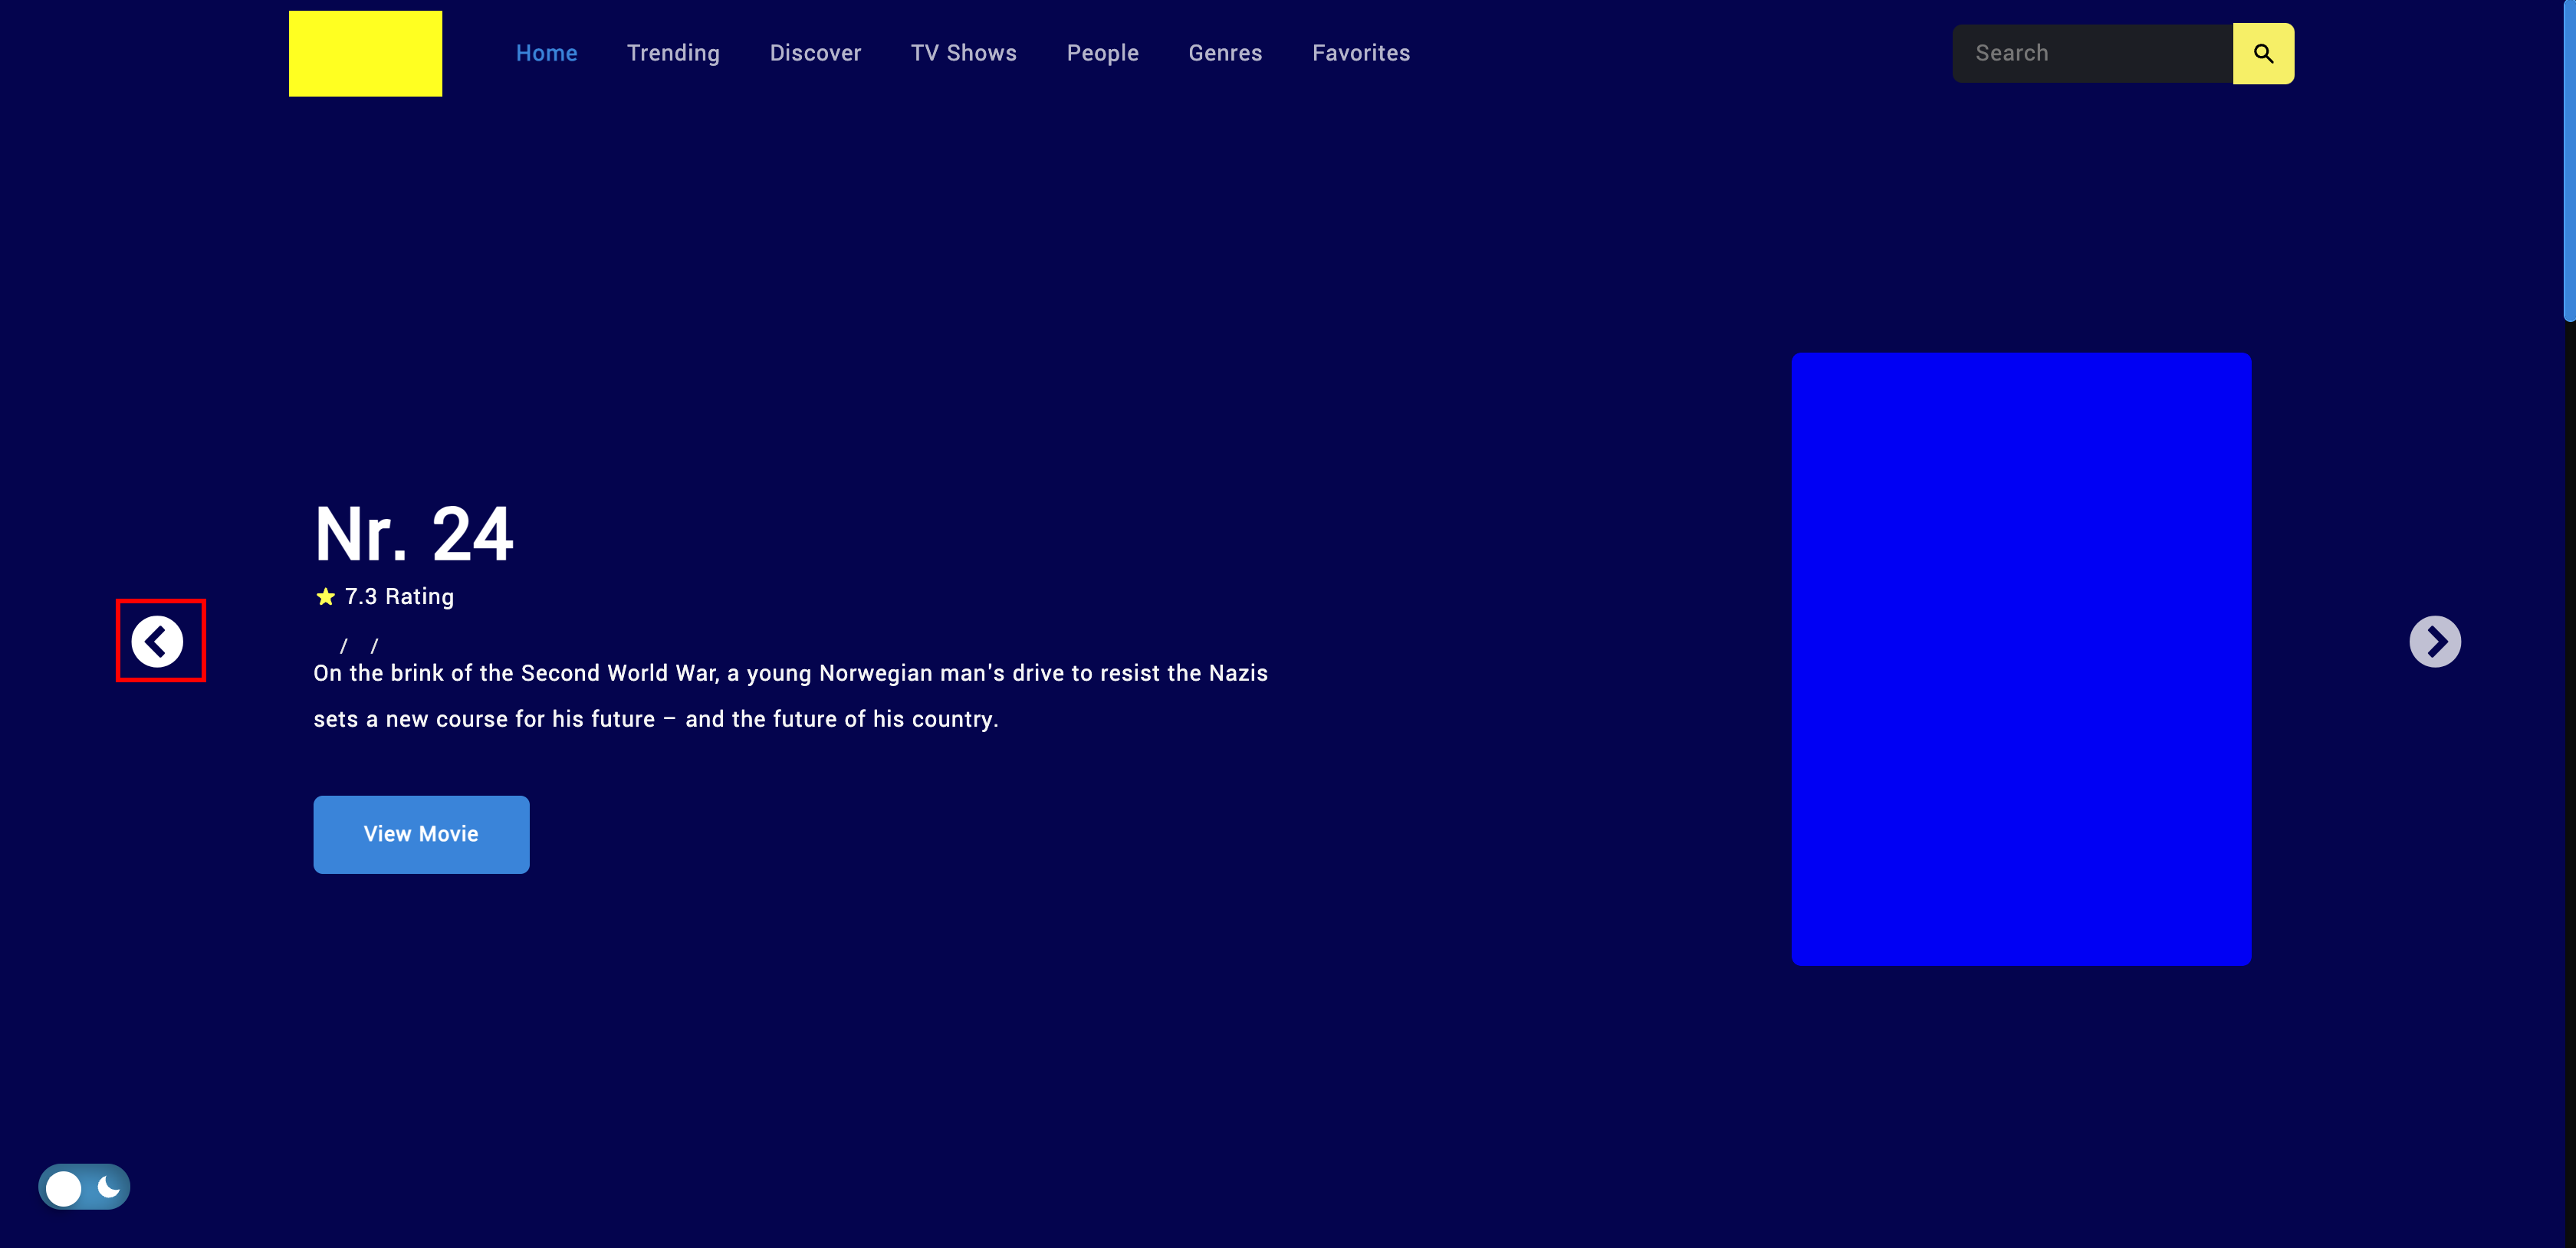 Home Trending Discover TV Shows People Genres Favorites Search
Nr. 24
7.3 Rating
/ /
On the brink of the Second World War, a young Norwegian man's drive to resist the Nazis
sets a new course for his future – and the future of his country.
View Movie